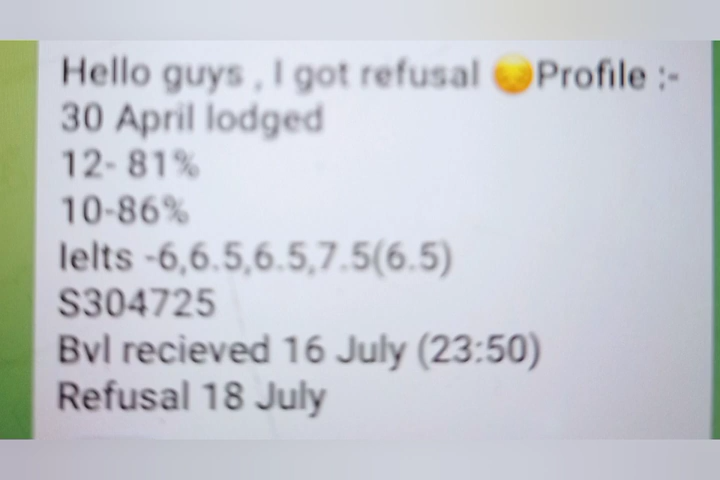 Hello guys , I got refusal 😔Profile :-
30 April lodged
12- 81%
10-86%
Ielts -6,6.5,6.5,7.5(6.5)
S304725
Bvl recieved 16 July (23:50)
Refusal 18 July